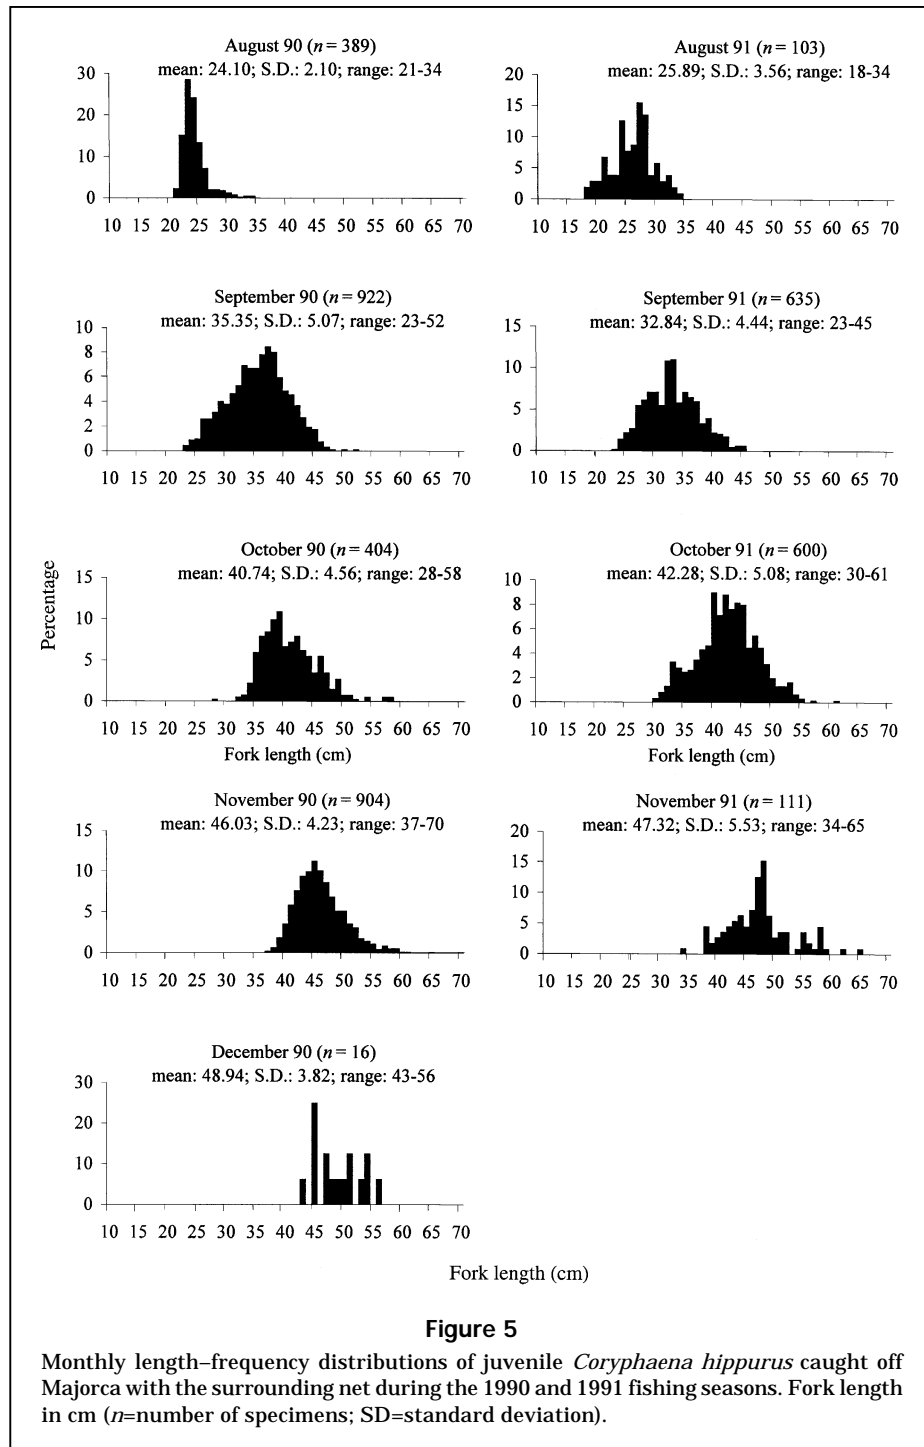 August 90 (n = 389)
mean: 24.10; S.D.: 2.10; range: 21-34
30
20
10
0
10 15 20 25 30 35 40 45 50 55 60 65 70
August 91 (n = 103)
mean: 25.89; S.D.: 3.56; range: 18-34
20
15
10
5
0
10 15 20 25 30 35 40 45 50 55 60 65 70
September 90 (n = 922)
mean: 35.35; S.D.: 5.07; range: 23-52
10
8
6
4
2
0
10 15 20 25 30 35 40 45 50 55 60 65 70
September 91 (n = 635)
mean: 32.84; S.D.: 4.44; range: 23-45
15
10
5
0
10 15 20 25 30 35 40 45 50 55 60 65 70
Percentage
October 90 (n = 404)
mean: 40.74; S.D.: 4.56; range: 28-58
15
10
5
0
10 15 20 25 30 35 40 45 50 55 60 65 70
Fork length (cm)
October 91 (n = 600)
mean: 42.28; S.D.: 5.08; range: 30-61
10
8
6
4
2
0
10 15 20 25 30 35 40 45 50 55 60 65 70
Fork length (cm)
November 90 (n = 904)
mean: 46.03; S.D.: 4.23; range: 37-70
15
10
5
0
10 15 20 25 30 35 40 45 50 55 60 65 70
November 91 (n = 111)
mean: 47.32; S.D.: 5.53; range: 34-65
20
15
10
5
0
10 15 20 25 30 35 40 45 50 55 60 65 70
December 90 (n = 16)
mean: 48.94; S.D.: 3.82; range: 43-56
30
20
10
0
10 15 20 25 30 35 40 45 50 55 60 65 70
Fork length (cm)
Figure 5
Monthly length–frequency distributions of juvenile Coryphaena hippurus caught off
Majorca with the surrounding net during the 1990 and 1991 fishing seasons. Fork length
in cm (n=number of specimens; SD=standard deviation).